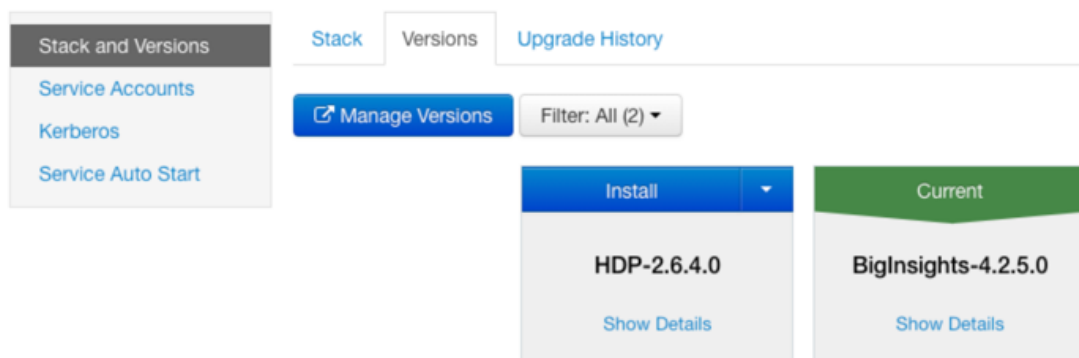 Stack and Versions
Service Accounts
Kerberos
Service Auto Start
Stack Versions Upgrade History
Manage Versions Filter: All (2)
Install Current
HDP-2.6.4.0 BigInsights-4.2.5.0
Show Details Show Details